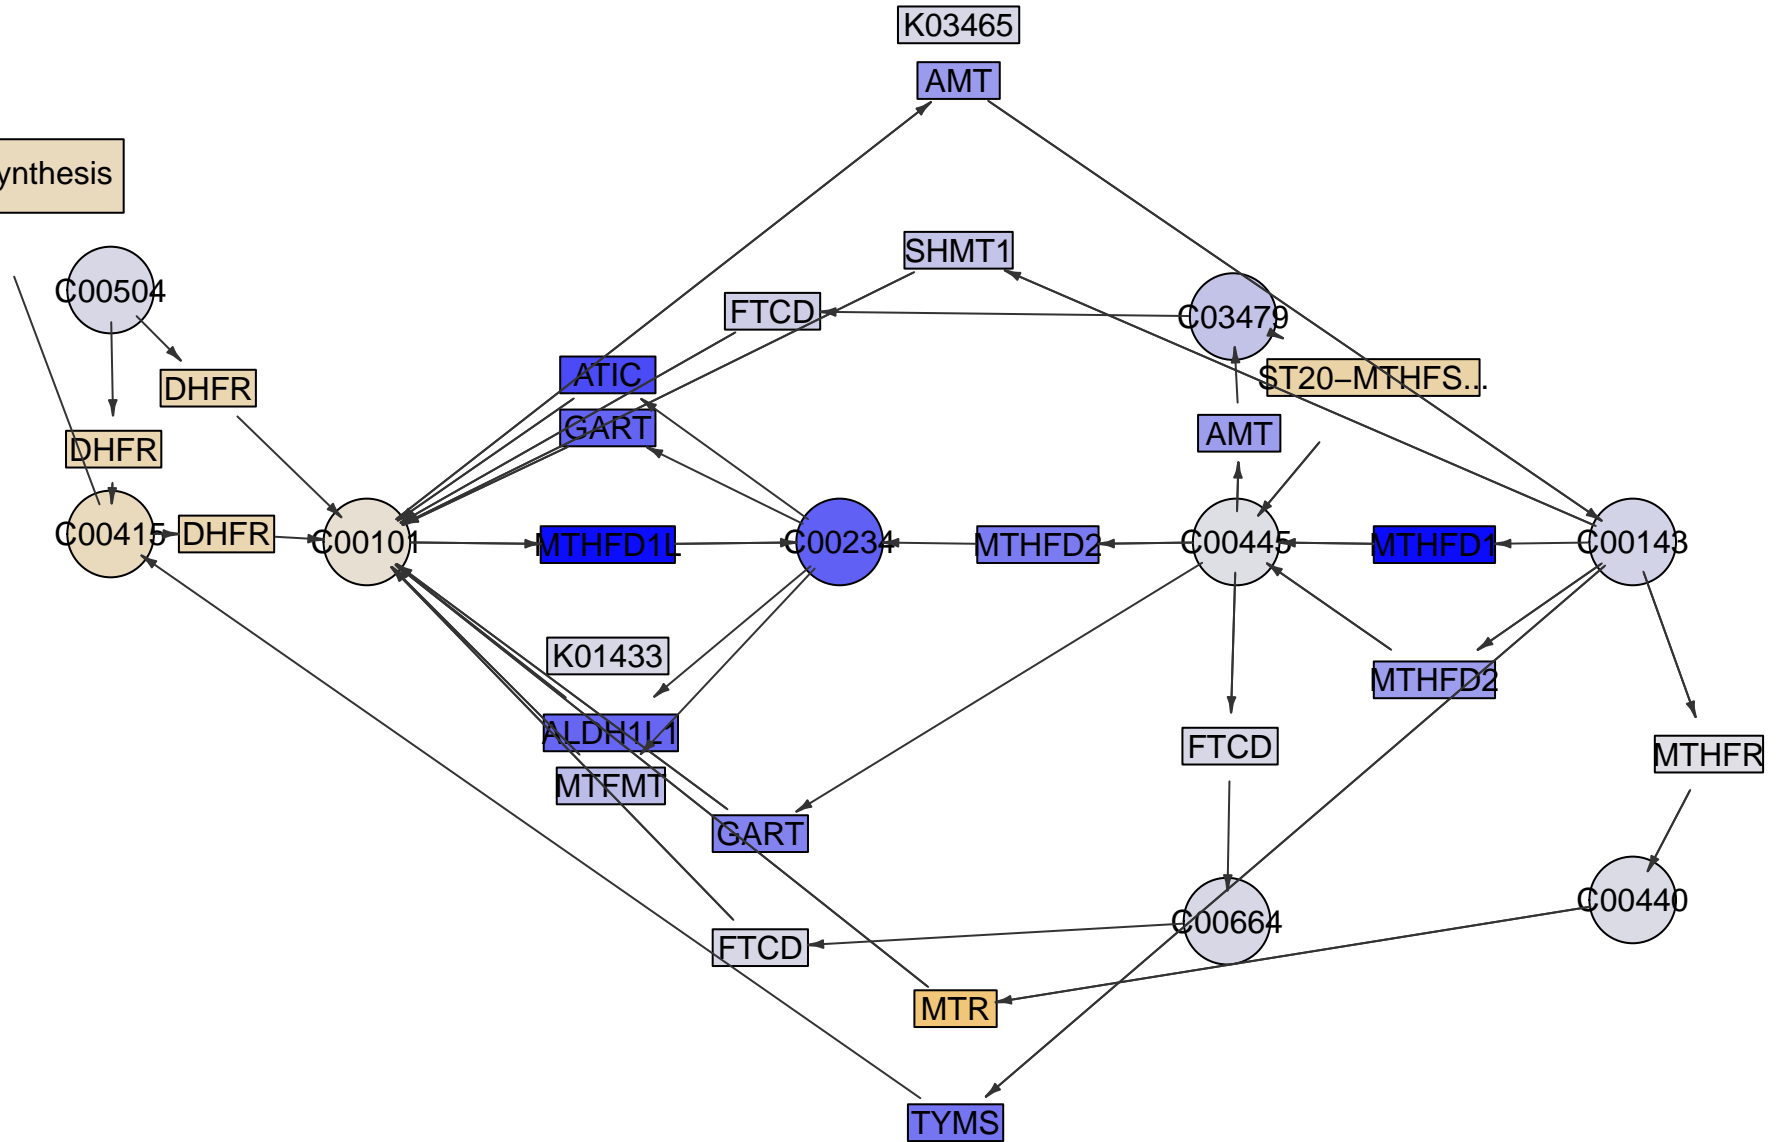 K03465
AMT
ynthesis
SHMT1
C00504
FTCD
C03479
ATIC
DHFR
ST20−MTHFS...
GART
AMT
DHFR
C00415
DHFR
C00101
MTHFD1L
C00234
MTHFD2
C00445
MTHFD1
C00143
K01433
MTHFD2
ALDH1L1
FTCD
MTHFR
MTFMT
GART
C00440
C00664
FTCD
MTR
TYMS